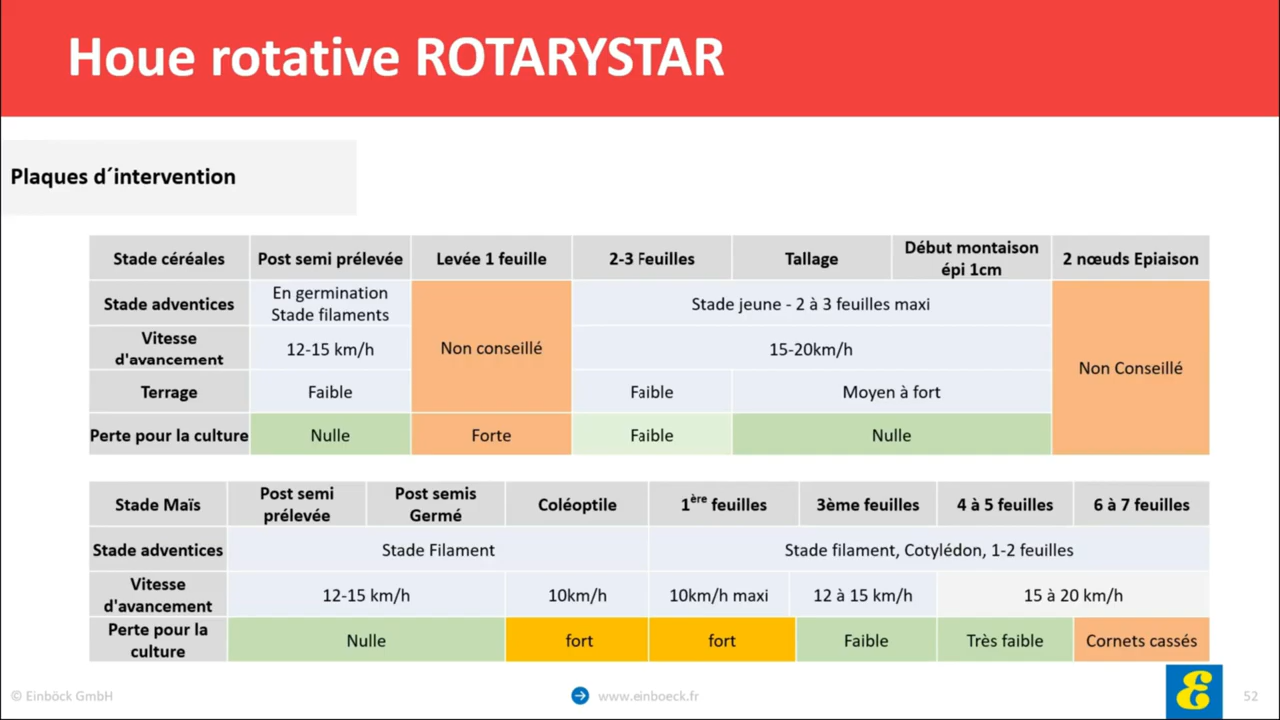 Houe rotative ROTARYSTAR
Plaques d´intervention
Stade céréales
Post semi prélevée
Levée 1 feuille
2-3 Feuilles
Tallage
Début montaison
épi 1cm
2 nœuds Epiaison
Stade adventices
En germination
Stade filaments
Non conseillé
Stade jeune - 2 à 3 feuilles maxi
Non Conseillé
Vitesse
d'avancement
12-15 km/h
15-20km/h
Terrage
Faible
Faible
Moyen à fort
Perte pour la culture
Nulle
Forte
Faible
Nulle
Stade Maïs
Post semi
prélevée
Post semis
Germé
Coléoptile
1ère feuilles
3ème feuilles
4 à 5 feuilles
6 à 7 feuilles
Stade adventices
Stade Filament
Stade filament, Cotylédon, 1-2 feuilles
Vitesse
d'avancement
12-15 km/h
10km/h
10km/h maxi
12 à 15 km/h
15 à 20 km/h
Perte pour la
culture
Nulle
fort
fort
Faible
Très faible
Cornets cassés
© Einböck GmbH
www.einboeck.fr
52